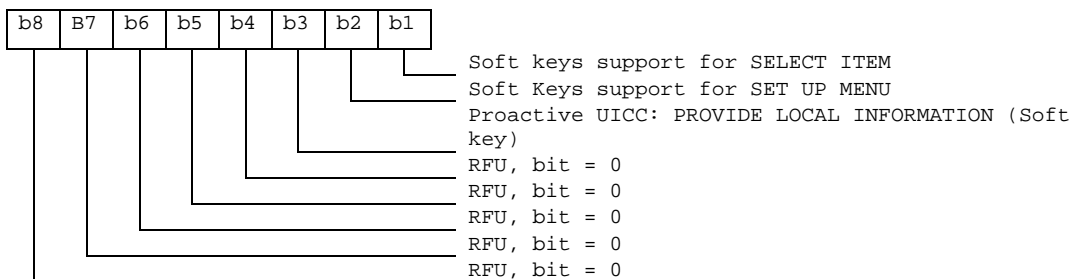 b8 B7 b6 b5 b4 b3 b2 b1
Soft keys support for SELECT ITEM
Soft Keys support for SET UP MENU
Proactive UICC: PROVIDE LOCAL INFORMATION (Soft
key)
RFU, bit = 0
RFU, bit = 0
RFU, bit = 0
RFU, bit = 0
RFU, bit = 0